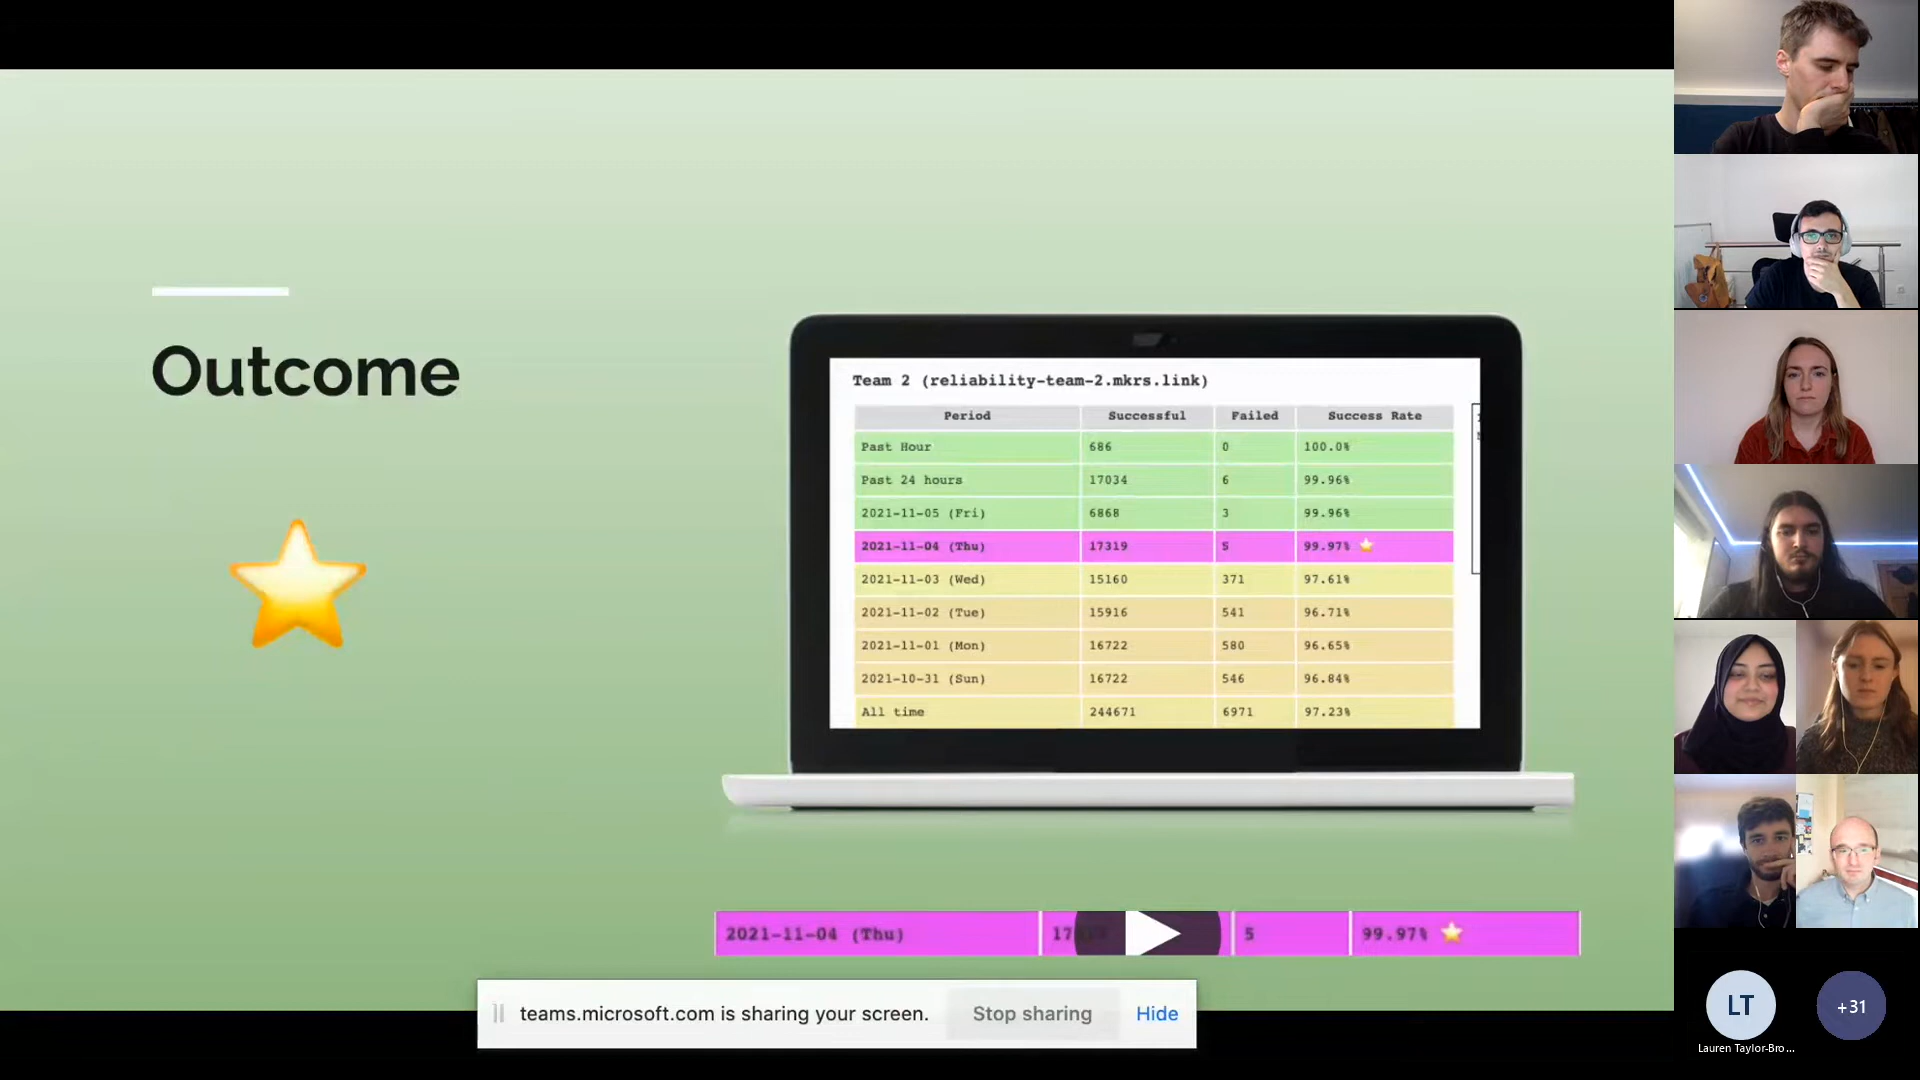 Outcome
Team 2 (reliability-team-2.mkrs.link)
Period Successful Failed Success Rate
Past Hour 686 0 100.0%
Past 24 hours 17034 6 99.96%
2021-11-05 (Fri) 6868 3 99.96%
2021-11-04 (Thu) 17319 5 99.97%
2021-11-03 (Wed) 15160 371 97.61%
2021-11-02 (Tue) 15916 541 96.71%
2021-11-01 (Mon) 16722 580 96.65%
2021-10-31 (Sun) 16722 546 96.84%
All time 244671 6971 97.23%
2021-11-04 (Thu) 5 99.97%
teams.microsoft.com is sharing your screen. Stop sharing Hide
LT +31
Lauren Taylor-Bro...